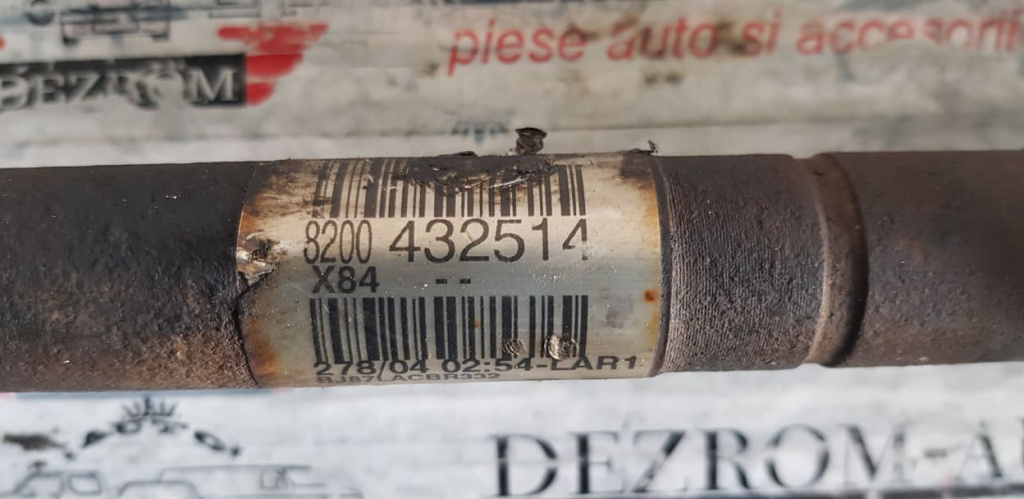 piese auto si accesorii
DEZROM
8200 432514
X84 --
278/04 02:54-LAR1
DEZROM-A